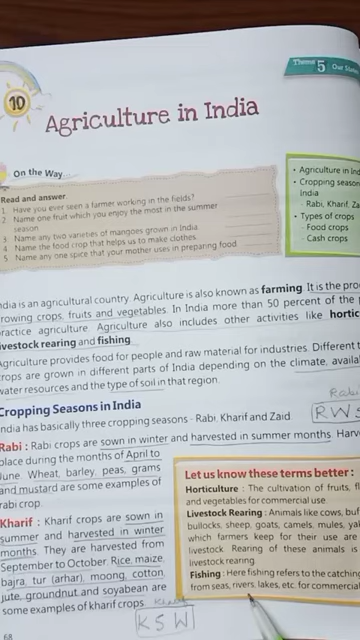 10
Theme 5 : Our
Agriculture in India
On the Way
Read and answer
1. Have you ever seen a farmer working in the fields?
2. Name one fruit which you enjoy the most in the summer
season.
3. Name any two varieties of mangoes grown in India.
4. Name the food crop that helps us to make clothes.
5. Name any one spice that your mother uses in preparing food.
• Agriculture in Ind
• Cropping season
India
- Rabi, Kharif, Za
• Types of crops
- Food crops
- Cash crops
ndia is an agricultural country. Agriculture is also known as farming. It is the pro
rowing crops, fruits and vegetables. In India more than 50 percent of the
ractice agriculture. Agriculture also includes other activities like hortic
ivestock rearing and fishing.
Agriculture provides food for people and raw material for industries. Different
rops are grown in different parts of India depending on the climate, availa
water resources and the type of soil in that region.
Cropping Seasons in India
ndia has basically three cropping seasons - Rabi, Kharif and Zaid
Rabi
RWS
Rabi : Rabi crops are sown in winter and harvested in summer months. Harv
place during the months of April to
June. Wheat, barley, peas, grams
and mustard are some examples of
rabi crop.
Kharif : Kharif crops are sown in
summer and harvested in winter
months. They are harvested from
September to October. Rice, maize,
bajra, tur (arhar), moong, cotton,
jute, groundnut and soyabean are
some examples of kharif crops.
KSW
68
Let us know these terms better :
Horticulture : The cultivation of fruits, fl
and vegetables for commercial use.
Livestock Rearing : Animals like cows, buf
bullocks, sheep, goats, camels, mules, ya
which farmers keep for their use are
livestock. Rearing of these animals is
livestock rearing.
Fishing : Here fishing refers to the catching
from seas, rivers, lakes, etc. for commercial